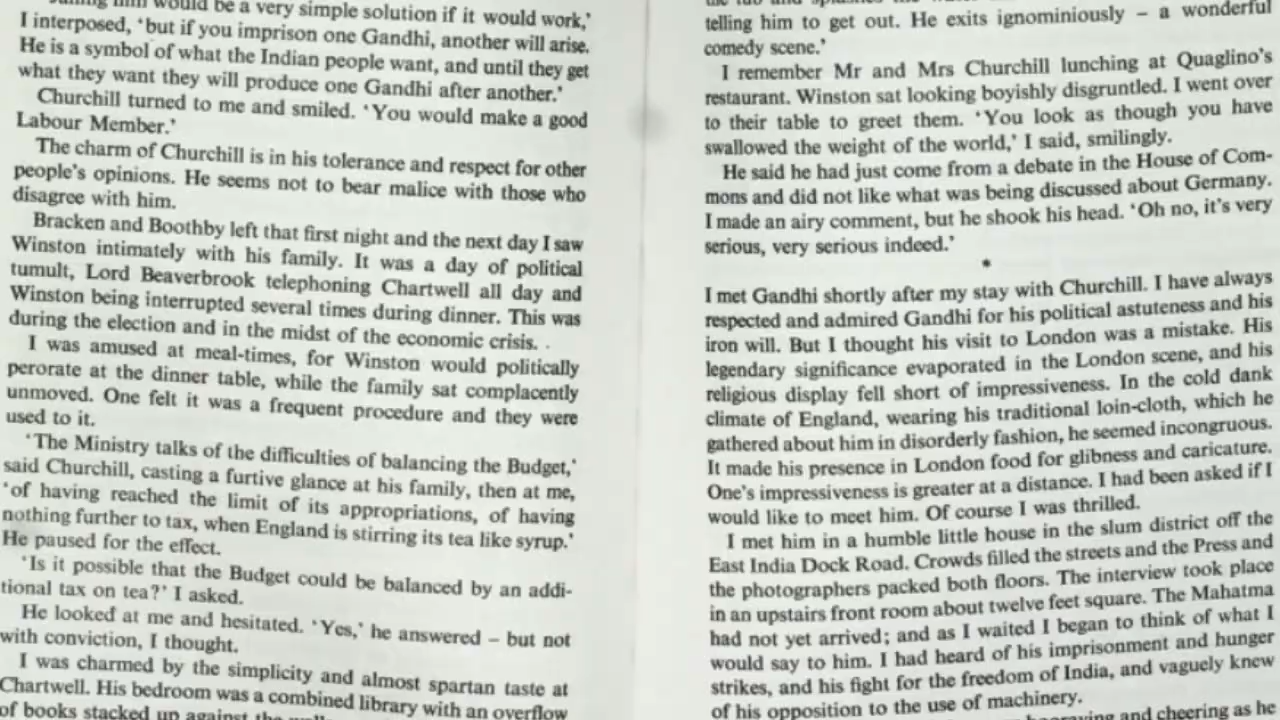 him would be a very simple solution if it would work,'
I interposed, 'but if you imprison one Gandhi, another will arise.
He is a symbol of what the Indian people want, and until they get
what they want they will produce one Gandhi after another.'
Churchill turned to me and smiled. 'You would make a good
Labour Member.'
The charm of Churchill is in his tolerance and respect for other
people's opinions. He seems not to bear malice with those who
disagree with him.
Bracken and Boothby left that first night and the next day I saw
Winston intimately with his family. It was a day of political
tumult, Lord Beaverbrook telephoning Chartwell all day and
Winston being interrupted several times during dinner. This was
during the election and in the midst of the economic crisis.
I was amused at meal-times, for Winston would politically
perorate at the dinner table, while the family sat complacently
unmoved. One felt it was a frequent procedure and they were
used to it.
'The Ministry talks of the difficulties of balancing the Budget,'
said Churchill, casting a furtive glance at his family, then at me,
'of having reached the limit of its appropriations, of having
nothing further to tax, when England is stirring its tea like syrup.'
He paused for the effect.
'Is it possible that the Budget could be balanced by an addi-
tional tax on tea?' I asked.
He looked at me and hesitated. 'Yes,' he answered – but not
with conviction, I thought.
I was charmed by the simplicity and almost spartan taste at
Chartwell. His bedroom was a combined library with an overflow
of books stacked up against the
telling him to get out. He exits ignominiously – a wonderful
comedy scene.'
I remember Mr and Mrs Churchill lunching at Quaglino's
restaurant. Winston sat looking boyishly disgruntled. I went over
to their table to greet them. 'You look as though you have
swallowed the weight of the world,' I said, smilingly.
He said he had just come from a debate in the House of Com-
mons and did not like what was being discussed about Germany.
I made an airy comment, but he shook his head. 'Oh no, it's very
serious, very serious indeed.'
*
I met Gandhi shortly after my stay with Churchill. I have always
respected and admired Gandhi for his political astuteness and his
iron will. But I thought his visit to London was a mistake. His
legendary significance evaporated in the London scene, and his
religious display fell short of impressiveness. In the cold dank
climate of England, wearing his traditional loin-cloth, which he
gathered about him in disorderly fashion, he seemed incongruous.
It made his presence in London food for glibness and caricature.
One's impressiveness is greater at a distance. I had been asked if I
would like to meet him. Of course I was thrilled.
I met him in a humble little house in the slum district off the
East India Dock Road. Crowds filled the streets and the Press and
the photographers packed both floors. The interview took place
in an upstairs front room about twelve feet square. The Mahatma
had not yet arrived; and as I waited I began to think of what I
would say to him. I had heard of his imprisonment and hunger
strikes, and his fight for the freedom of India, and vaguely knew
of his opposition to the use of machinery.
and cheering as he